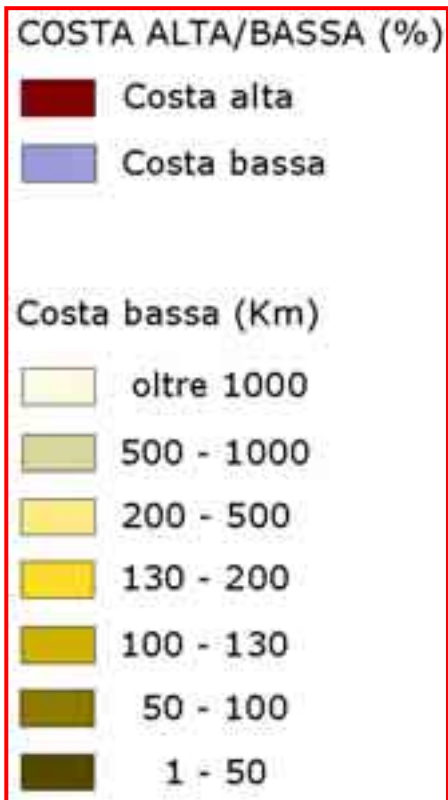 COSTA ALTA/BASSA (%)
Costa alta
Costa bassa
Costa bassa (Km)
oltre 1000
500 - 1000
200 - 500
130 - 200
100 - 130
50 - 100
1 - 50